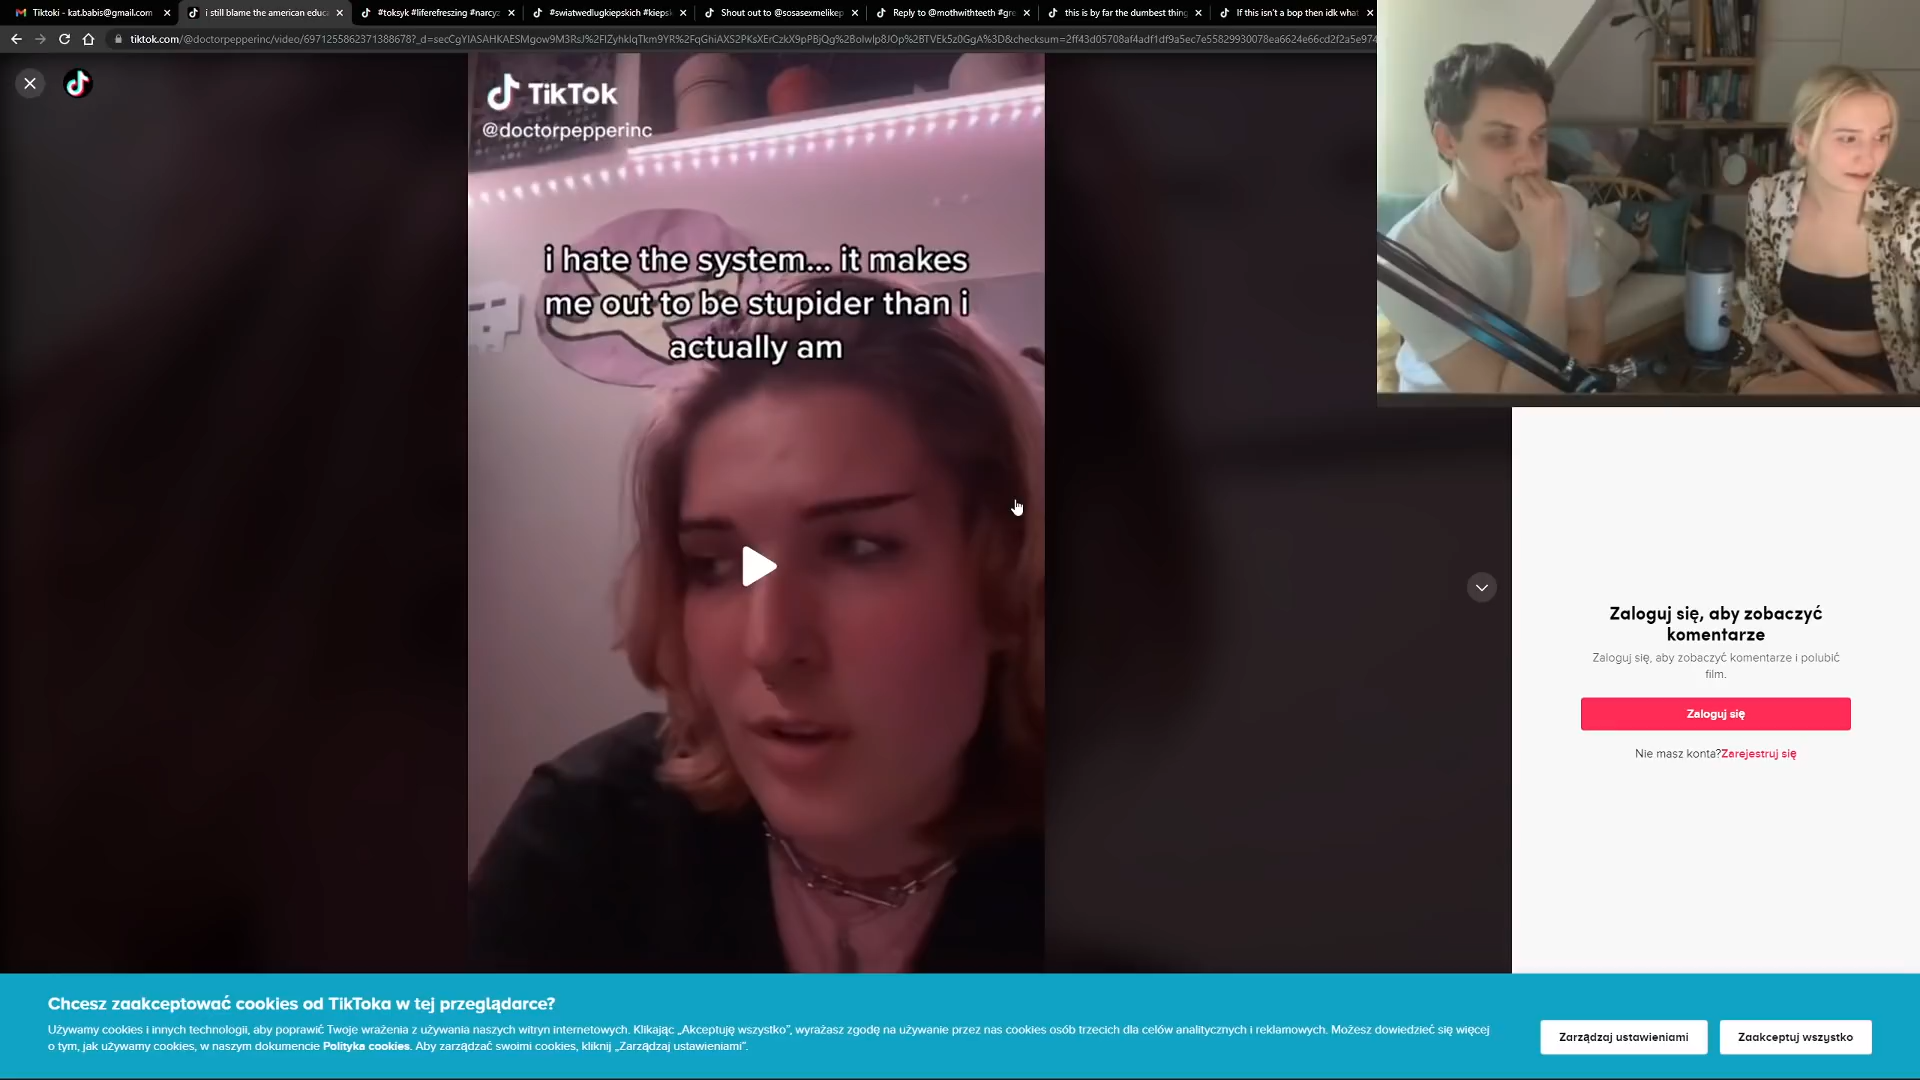 Tiktoki - kat.babis@gmail.com
i still blame the american educa
#toksyk #liferefreszing #narcyz
#swiatwedlugkiepskich #kieps
Shout out to @sosasexmelikep
Reply to @mothwithteeth #gre
this is by far the dumbest thing
If this isn't a bop then idk what
TikTok
@doctorpepperinc
i hate the system... it makes
me out to be stupider than i
actually am
Zaloguj się, aby zobaczyć
komentarze
Zaloguj się, aby zobaczyć komentarze i polubić
film.
Zaloguj się
Nie masz konta?Zarejestruj się
Chcesz zaakceptować cookies od TikToka w tej przeglądarce?
Używamy cookies i innych technologii, aby poprawić Twoje wrażenia z używania naszych witryn internetowych. Klikając „Akceptuję wszystko”, wyrażasz zgodę na używanie przez nas cookies osób trzecich dla celów analitycznych i reklamowych. Możesz dowiedzieć się więcej
o tym, jak używamy cookies, w naszym dokumencie Polityka cookies. Aby zarządzać swoimi cookies, kliknij „Zarządzaj ustawieniami”.
Zarządzaj ustawieniami
Zaakceptuj wszystko